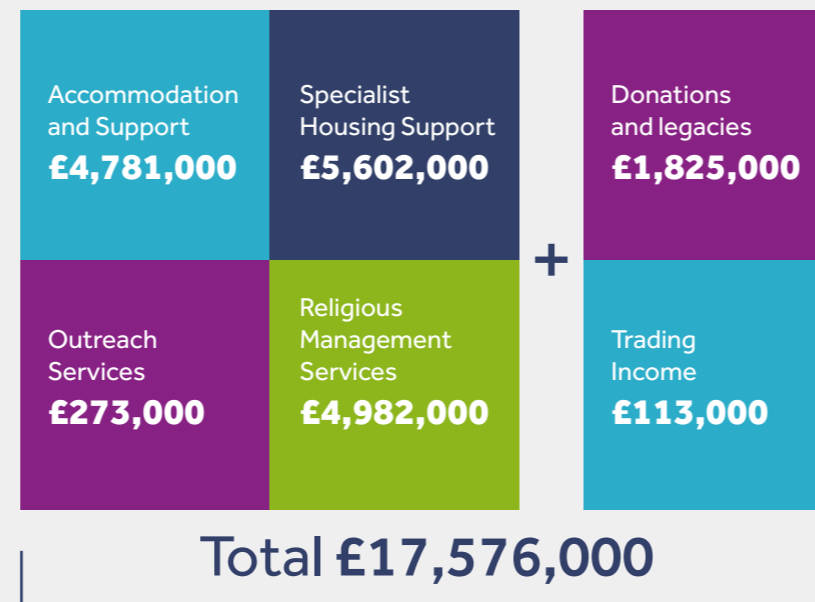 Accommodation
and Support
£4,781,000
Specialist
Housing Support
£5,602,000
Donations
and legacies
£1,825,000
+
Outreach
Services
£273,000
Religious
Management
Services
£4,982,000
Trading
Income
£113,000
Total £17,576,000